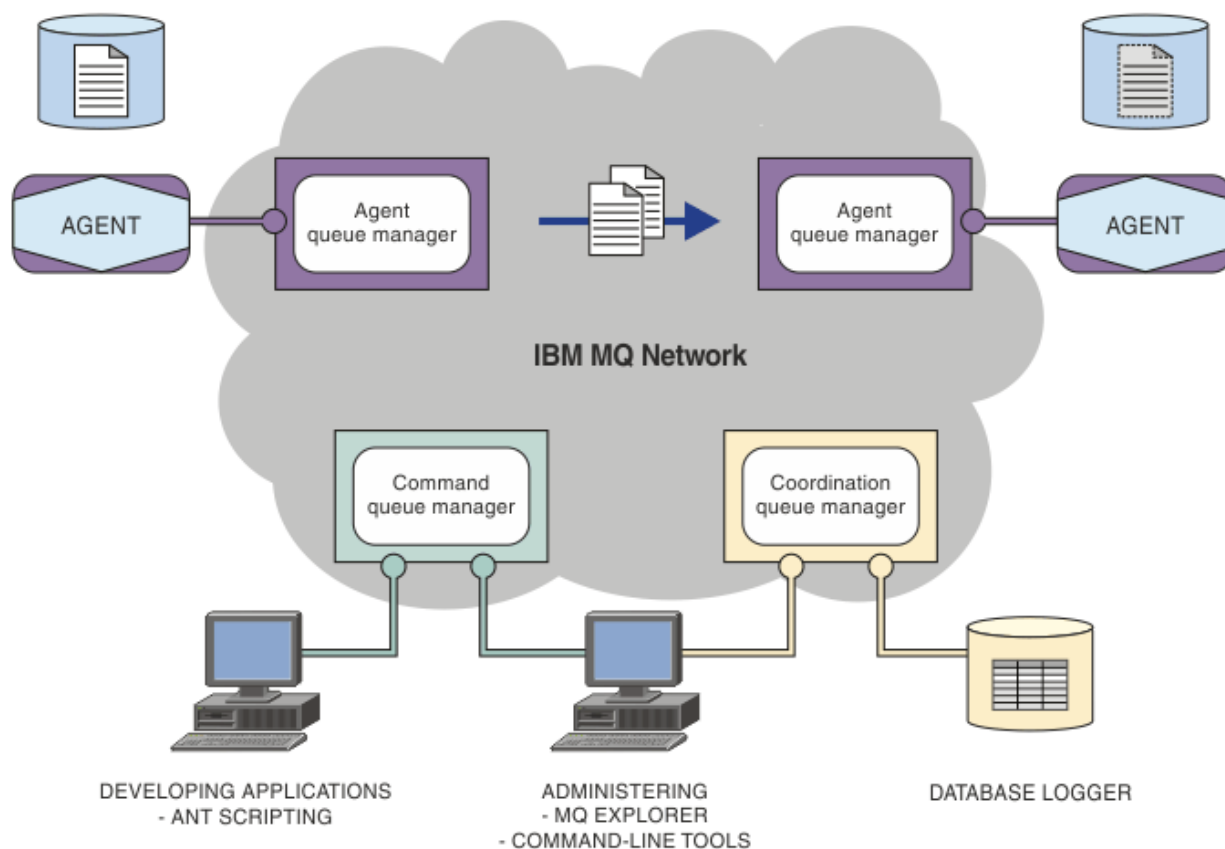 AGENT
Agent
queue manager
Agent
queue manager
AGENT
IBM MQ Network
Command
queue manager
Coordination
queue manager
DEVELOPING APPLICATIONS
- ANT SCRIPTING
ADMINISTERING
- MQ EXPLORER
- COMMAND-LINE TOOLS
DATABASE LOGGER